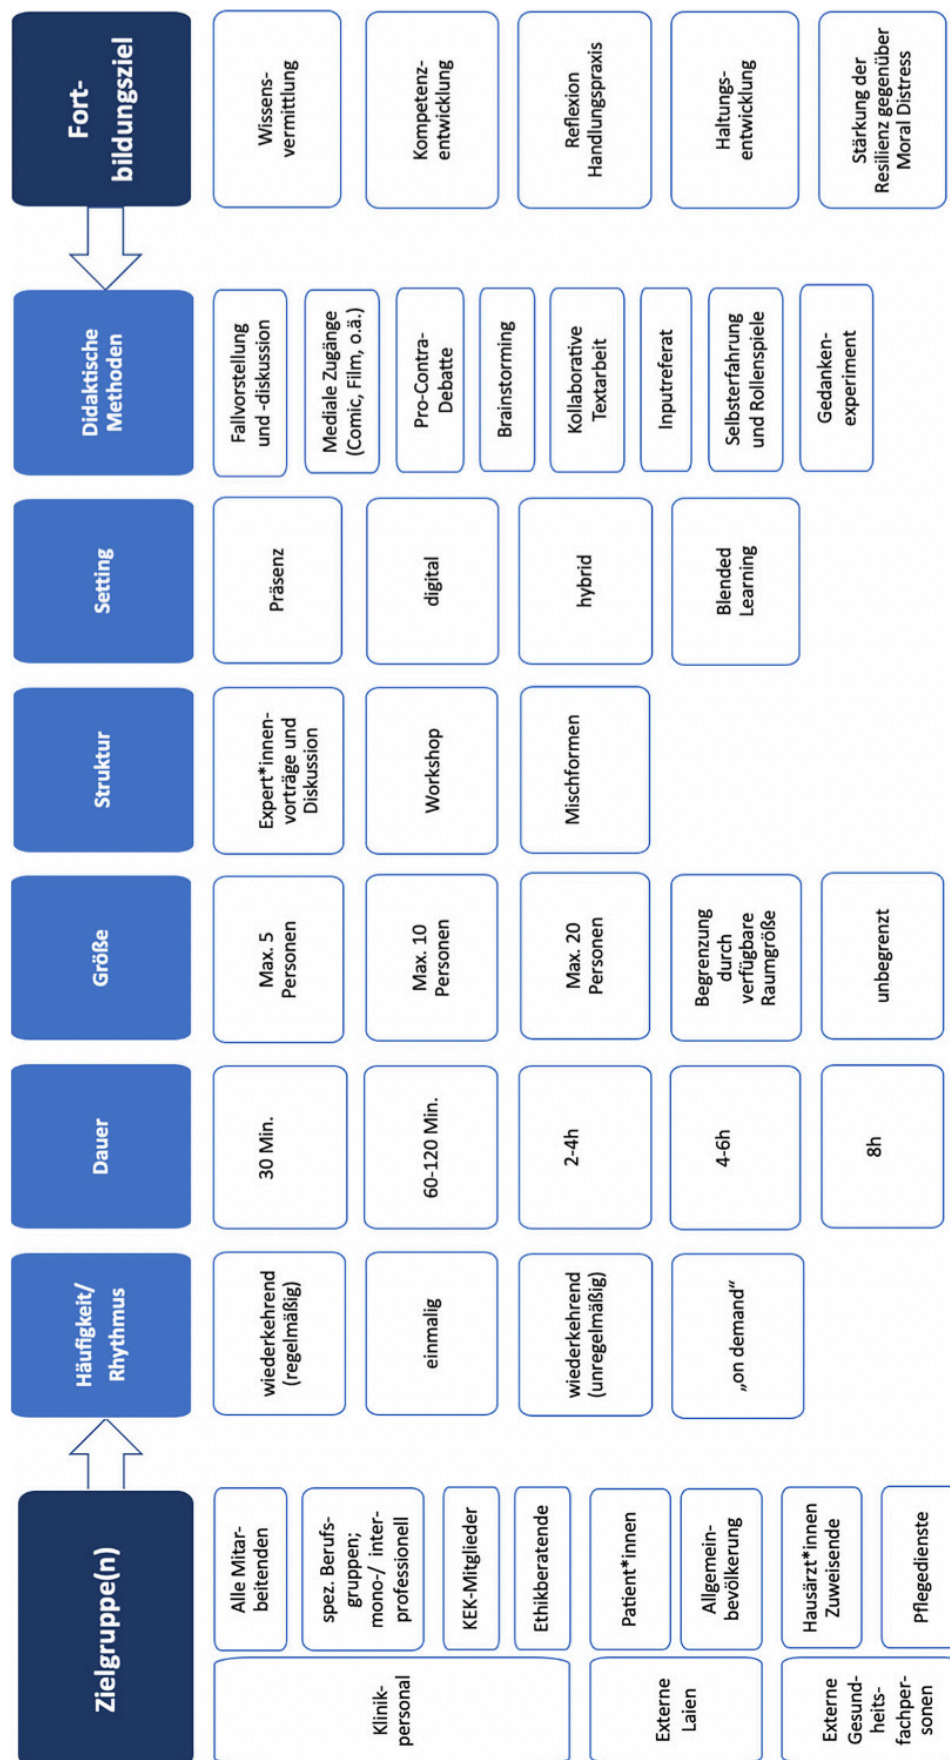 Zielgruppe(n)
Klinik-
personal
Alle Mitar-
beitenden
spez. Berufs-
gruppen;
mono-/ inter-
professionell
KEK-Mitglieder
Ethikberatende
Externe
Laien
Patient*innen
Allgemein-
bevölkerung
Externe
Gesund-
heits-
fachper-
sonen
Hausärzt*innen
Zuweisende
Pflegedienste
Häufigkeit/
Rhythmus
wiederkehrend
(regelmäßig)
einmalig
wiederkehrend
(unregelmäßig)
„on demand“
Dauer
30 Min.
60-120 Min.
2-4h
4-6h
8h
Größe
Max. 5
Personen
Max. 10
Personen
Max. 20
Personen
Begrenzung
durch
verfügbare
Raumgröße
unbegrenzt
Struktur
Expert*innen-
vorträge und
Diskussion
Workshop
Mischformen
Setting
Präsenz
digital
hybrid
Blended
Learning
Didaktische
Methoden
Fallvorstellung
und -diskussion
Mediale Zugänge
(Comic, Film, o.ä.)
Pro-Contra-
Debatte
Brainstorming
Kollaborative
Textarbeit
Inputreferat
Selbsterfahrung
und Rollenspiele
Gedanken-
experiment
Fort-
bildungsziel
Wissens-
vermittlung
Kompetenz-
entwicklung
Reflexion
Handlungspraxis
Haltungs-
entwicklung
Stärkung der
Resilienz gegenüber
Moral Distress